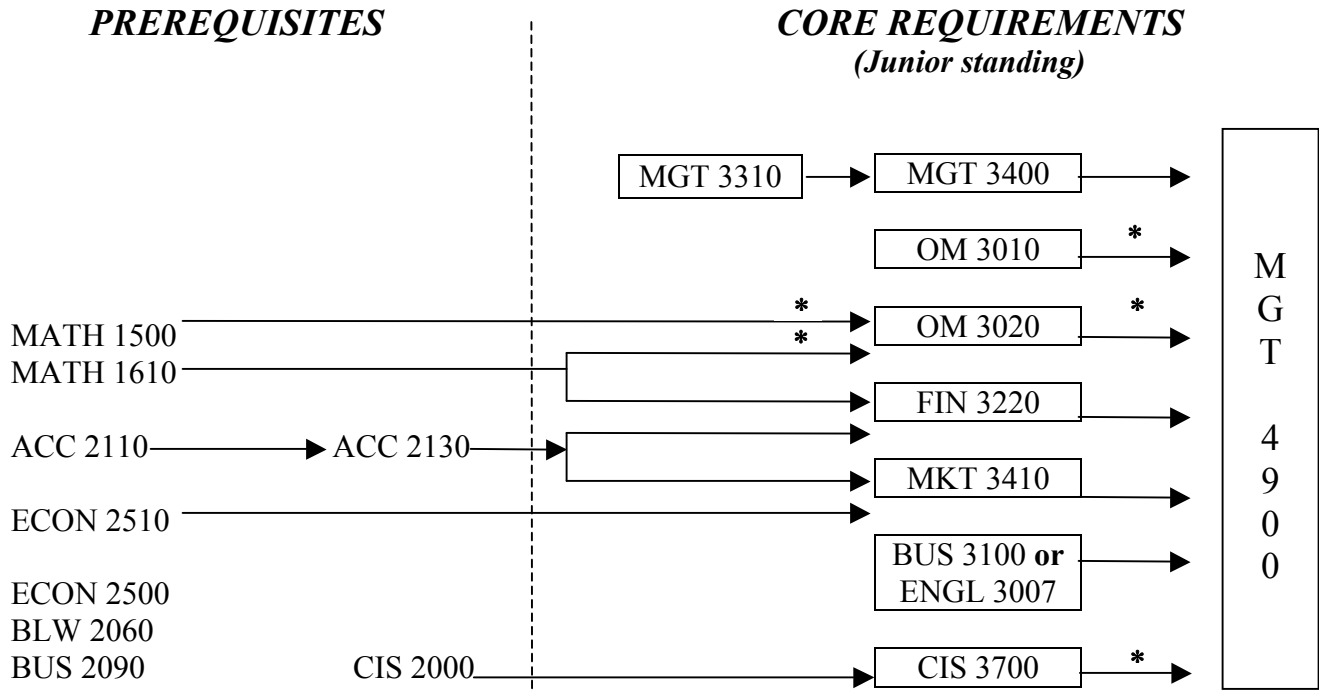 PREREQUISITES
CORE REQUIREMENTS
(Junior standing)
MGT 3310
MGT 3400
OM 3010
*
MATH 1500
*
OM 3020
*
MATH 1610
*
FIN 3220
ACC 2110
ACC 2130
MKT 3410
ECON 2510
BUS 3100 or
ENGL 3007
ECON 2500
BLW 2060
BUS 2090
CIS 2000
CIS 3700
*
M
G
T
4
9
0
0